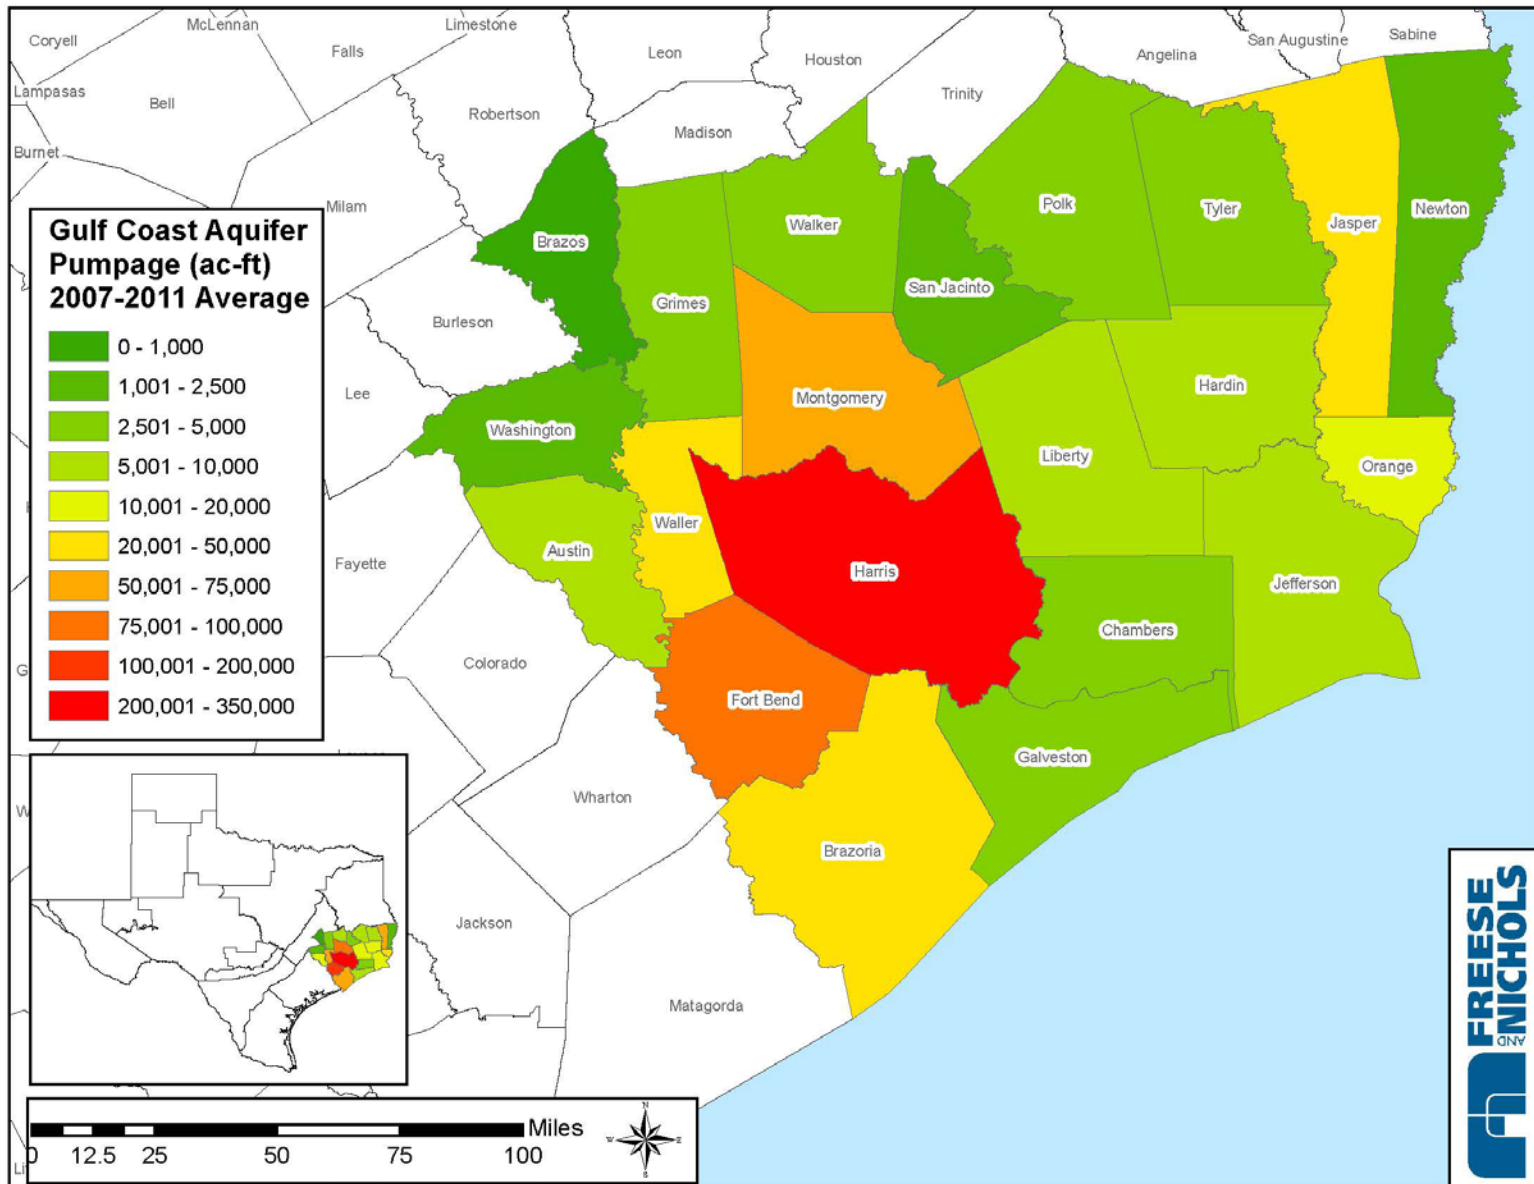 McLennan
Limestone
Coryell
Falls
Leon
Houston
Angelina
San Augustine
Sabine
Lampasas
Bell
Robertson
Trinity
Madison
Burnet
Milam
Brazos
Walker
Polk
Tyler
Jasper
Newton
Gulf Coast Aquifer
Pumpage (ac-ft)
2007-2011 Average
0 - 1,000
1,001 - 2,500
2,501 - 5,000
5,001 - 10,000
10,001 - 20,000
20,001 - 50,000
50,001 - 75,000
75,001 - 100,000
100,001 - 200,000
200,001 - 350,000
Grimes
San Jacinto
Burleson
Lee
Montgomery
Hardin
Washington
Liberty
Orange
Waller
Austin
Fayette
Harris
Jefferson
Chambers
Colorado
Fort Bend
Galveston
Wharton
Brazoria
Jackson
Matagorda
FREESE
AND NICHOLS
N
W E
S
Miles
0 12.5 25 50 75 100